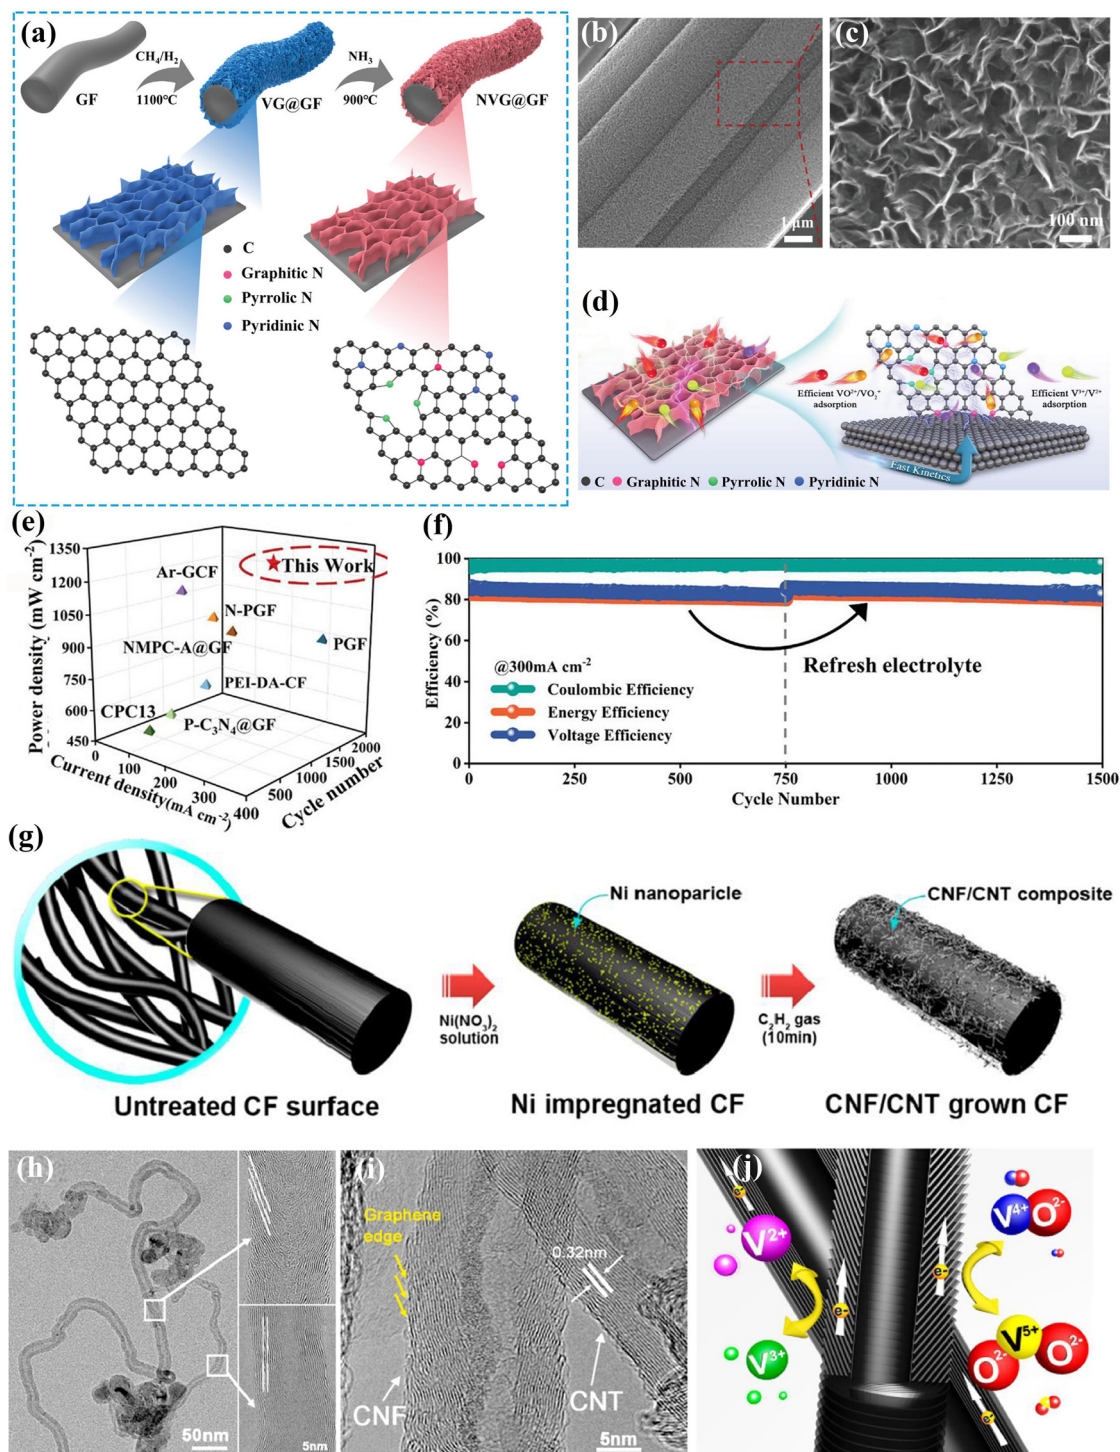 (a)
GF
CH₄/H₂
1100°C
VG@GF
NH₃
900°C
NVG@GF
C
Graphitic N
Pyrrolic N
Pyridinic N
(b)
1 μm
(c)
100 nm
(d)
Efficient VO²⁺/VO₂⁺
adsorption
Efficient V³⁺/V²⁺
adsorption
Fast Kinetics
C Graphitic N Pyrrolic N Pyridinic N
(e)
Power density (mW cm⁻²)
1350
1200
1050
900
750
600
450
This Work
Ar-GCF
N-PGF
NMPC-A@GF
PGF
PEI-DA-CF
CPC13
P-C₃N₄@GF
0
100
200
300
400
Current density(mA cm⁻²)
500
1000
1500
2000
Cycle number
(f)
Efficiency (%)
100
80
60
40
20
0
Refresh electrolyte
@300mA cm⁻²
Coulombic Efficiency
Energy Efficiency
Voltage Efficiency
0 250 500 750 1000 1250 1500
Cycle Number
(g)
Ni nanoparicle
CNF/CNT composite
Ni(NO₃)₂
solution
C₂H₂ gas
(10min)
Untreated CF surface
Ni impregnated CF
CNF/CNT grown CF
(h)
50nm
5nm
(i)
Graphene
edge
0.32nm
CNF
CNT
5nm
(j)
e-
V²⁺
V³⁺
e-
e-
V⁴⁺
O²⁻
V⁵⁺
O²⁻
O²⁻
e-